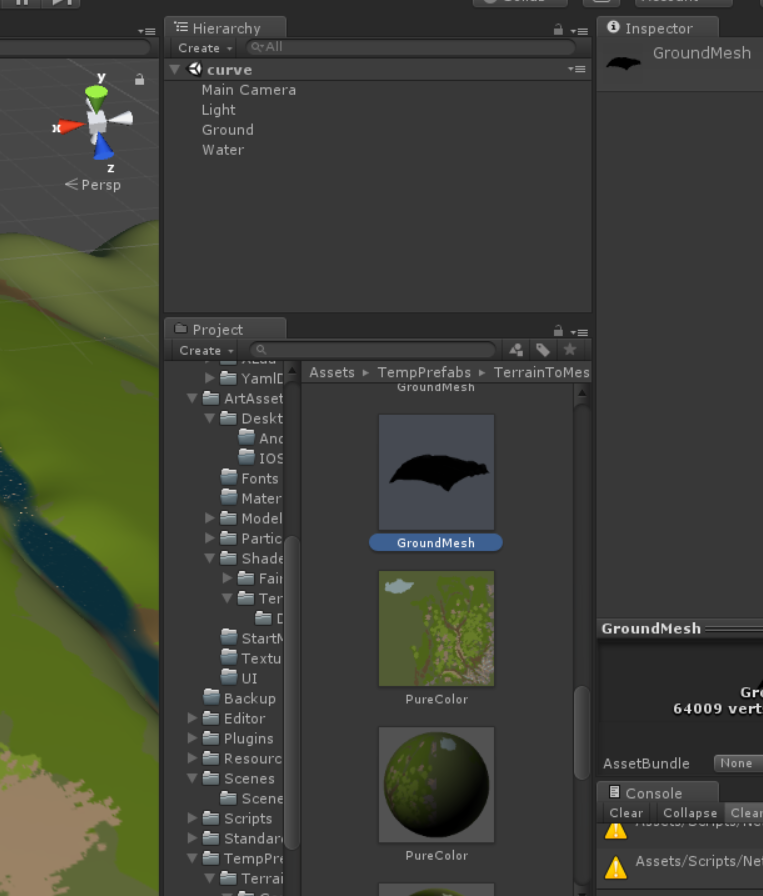 y
x
z
Persp
Hierarchy
Create
All
curve
Main Camera
Light
Ground
Water
Project
Create
YamlD
ArtAsset
Deskt
And
IOS
Fonts
Mater
Model
Partic
Shade
Fair
Ter
StartM
Textu
UI
Backup
Editor
Plugins
Resourc
Scenes
Scene
Scripts
Standar
TempPre
Terrai
Assets ▸ TempPrefabs ▸ TerrainToMes
GroundMesh
GroundMesh
PureColor
PureColor
Inspector
GroundMesh
GroundMesh
Gro
64009 vert
AssetBundle
None
Console
Clear
Collapse
Clear
Assets/Scripts/Net
Assets/Scripts/Net